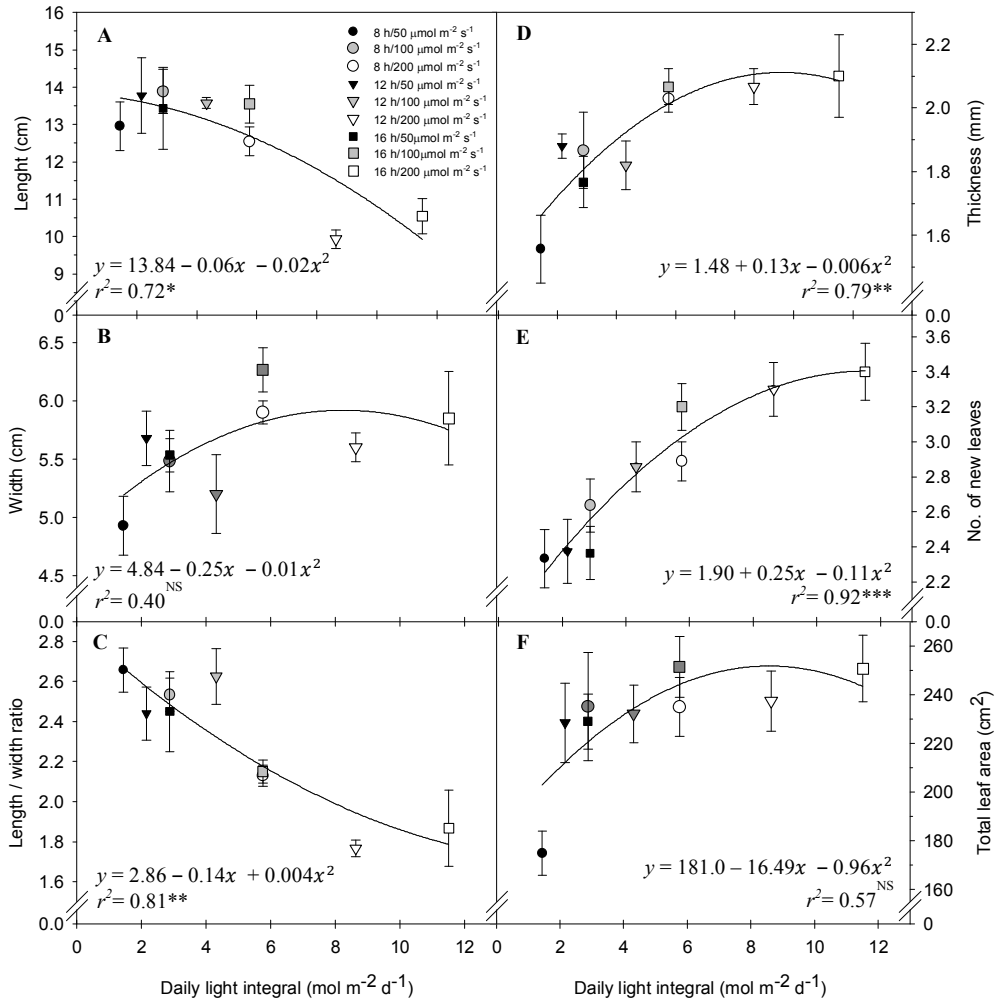 A
16
15
14
13
12
11
10
9
0
Lenght (cm)
8 h/50 μmol m⁻² s⁻¹
8 h/100 μmol m⁻² s⁻¹
8 h/200 μmol m⁻² s⁻¹
12 h/50 μmol m⁻² s⁻¹
12 h/100 μmol m⁻² s⁻¹
12 h/200 μmol m⁻² s⁻¹
16 h/50μmol m⁻² s⁻¹
16 h/100μmol m⁻² s⁻¹
16 h/200 μmol m⁻² s⁻¹
y = 13.84 – 0.06x – 0.02x²
r²= 0.72*
D
2.2
2.0
1.8
1.6
0.0
Thickness (mm)
y = 1.48 + 0.13x – 0.006x²
r²= 0.79**
B
6.5
6.0
5.5
5.0
4.5
0.0
Width (cm)
y = 4.84 – 0.25x – 0.01x²
r²= 0.40 NS
E
3.6
3.4
3.2
3.0
2.8
2.6
2.4
2.2
0.0
No. of new leaves
y = 1.90 + 0.25x – 0.11x²
r²= 0.92***
C
2.8
2.6
2.4
2.2
2.0
1.8
1.6
0.0
Length / width ratio
y = 2.86 – 0.14x + 0.004x²
r²= 0.81**
0 2 4 6 8 10 12
Daily light integral (mol m⁻² d⁻¹)
F
260
240
220
200
180
160
0
Total leaf area (cm²)
y = 181.0 – 16.49x – 0.96x²
r²= 0.57 NS
0 2 4 6 8 10 12
Daily light integral (mol m⁻² d⁻¹)